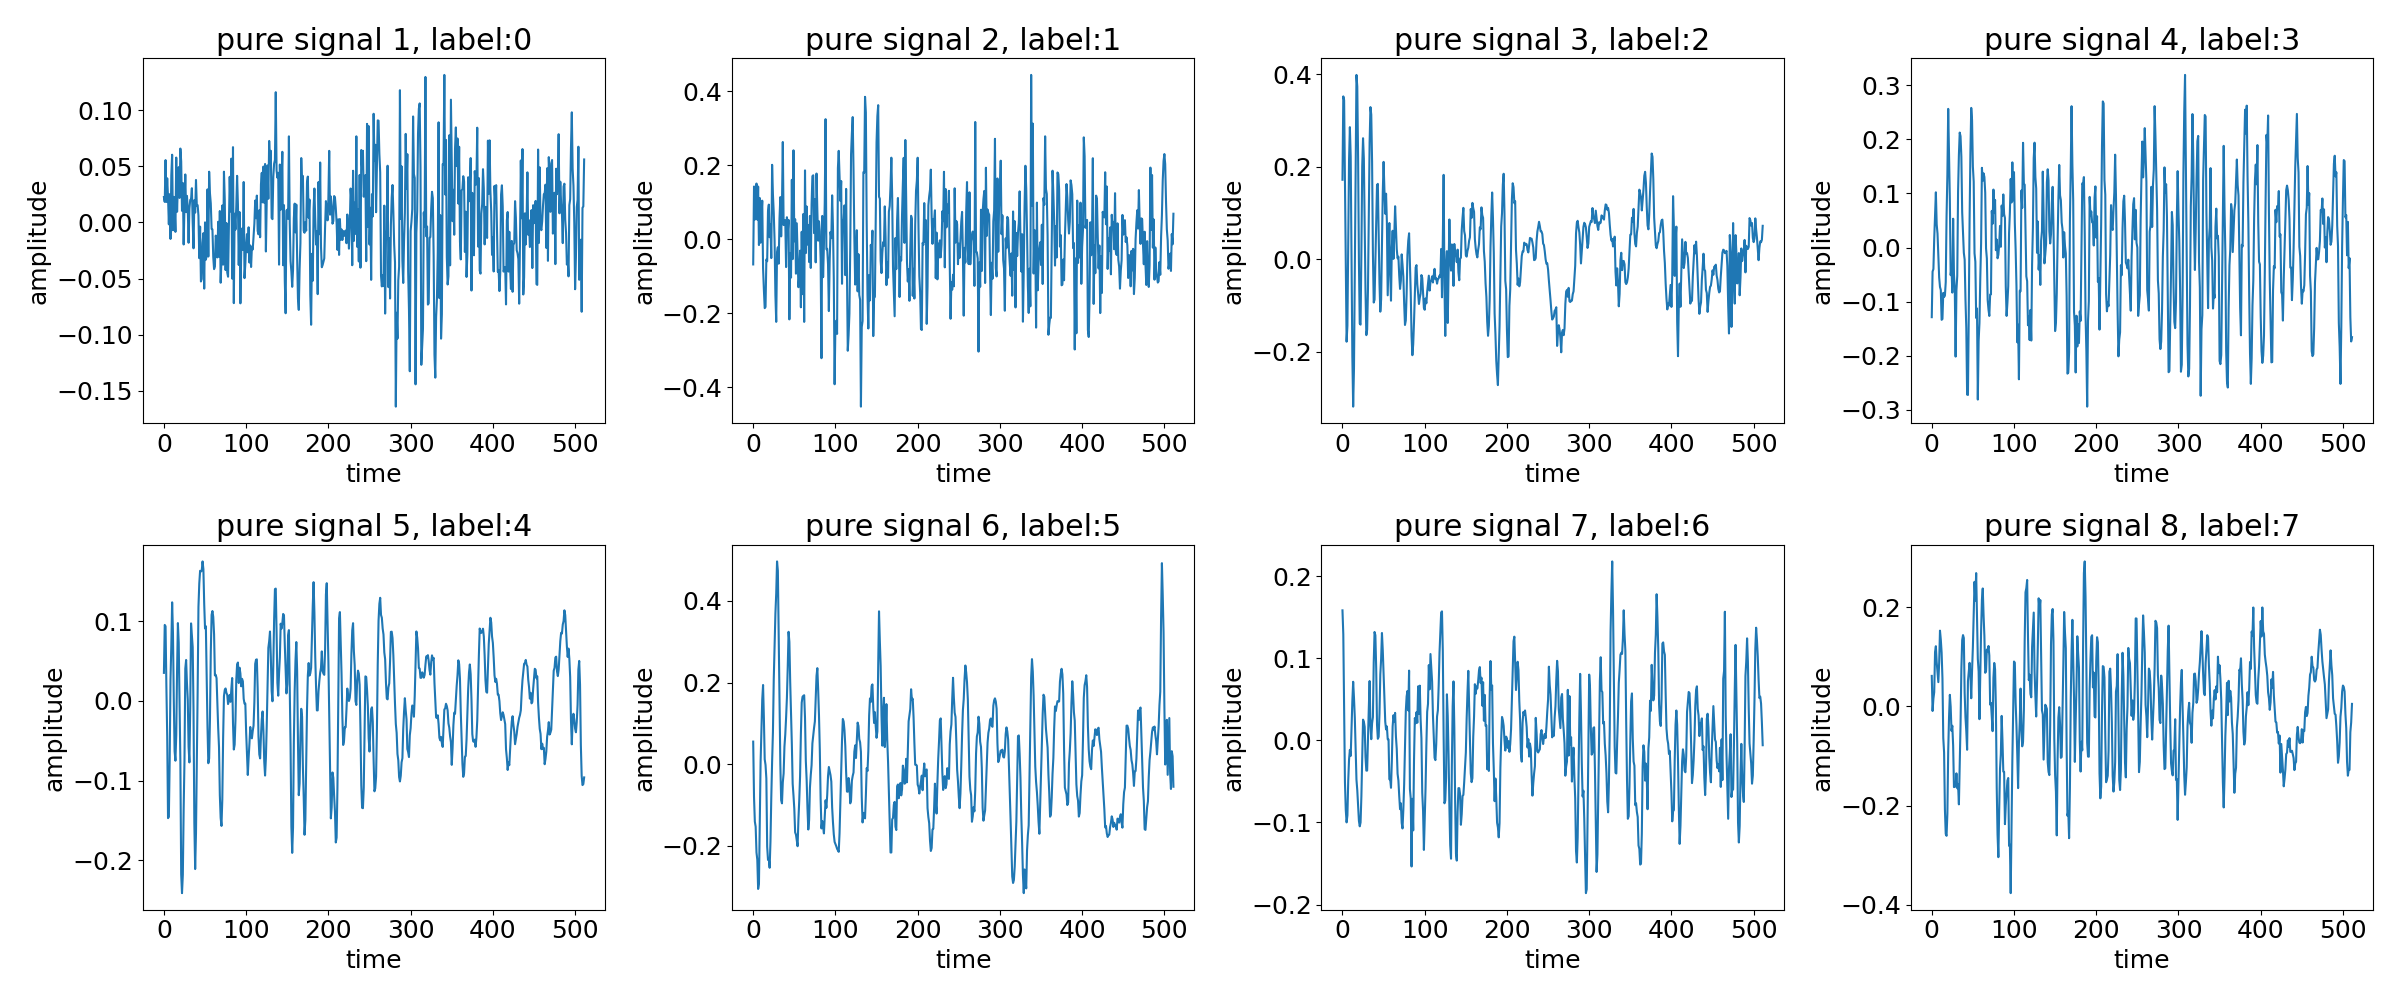 pure signal 1, label:0
0.10
0.05
0.00
−0.05
−0.10
−0.15
amplitude
0 100 200 300 400 500
time
pure signal 2, label:1
0.4
0.2
0.0
−0.2
−0.4
amplitude
0 100 200 300 400 500
time
pure signal 3, label:2
0.4
0.2
0.0
−0.2
amplitude
0 100 200 300 400 500
time
pure signal 4, label:3
0.3
0.2
0.1
0.0
−0.1
−0.2
−0.3
amplitude
0 100 200 300 400 500
time
pure signal 5, label:4
0.1
0.0
−0.1
−0.2
amplitude
0 100 200 300 400 500
time
pure signal 6, label:5
0.4
0.2
0.0
−0.2
amplitude
0 100 200 300 400 500
time
pure signal 7, label:6
0.2
0.1
0.0
−0.1
−0.2
amplitude
0 100 200 300 400 500
time
pure signal 8, label:7
0.2
0.0
−0.2
−0.4
amplitude
0 100 200 300 400 500
time